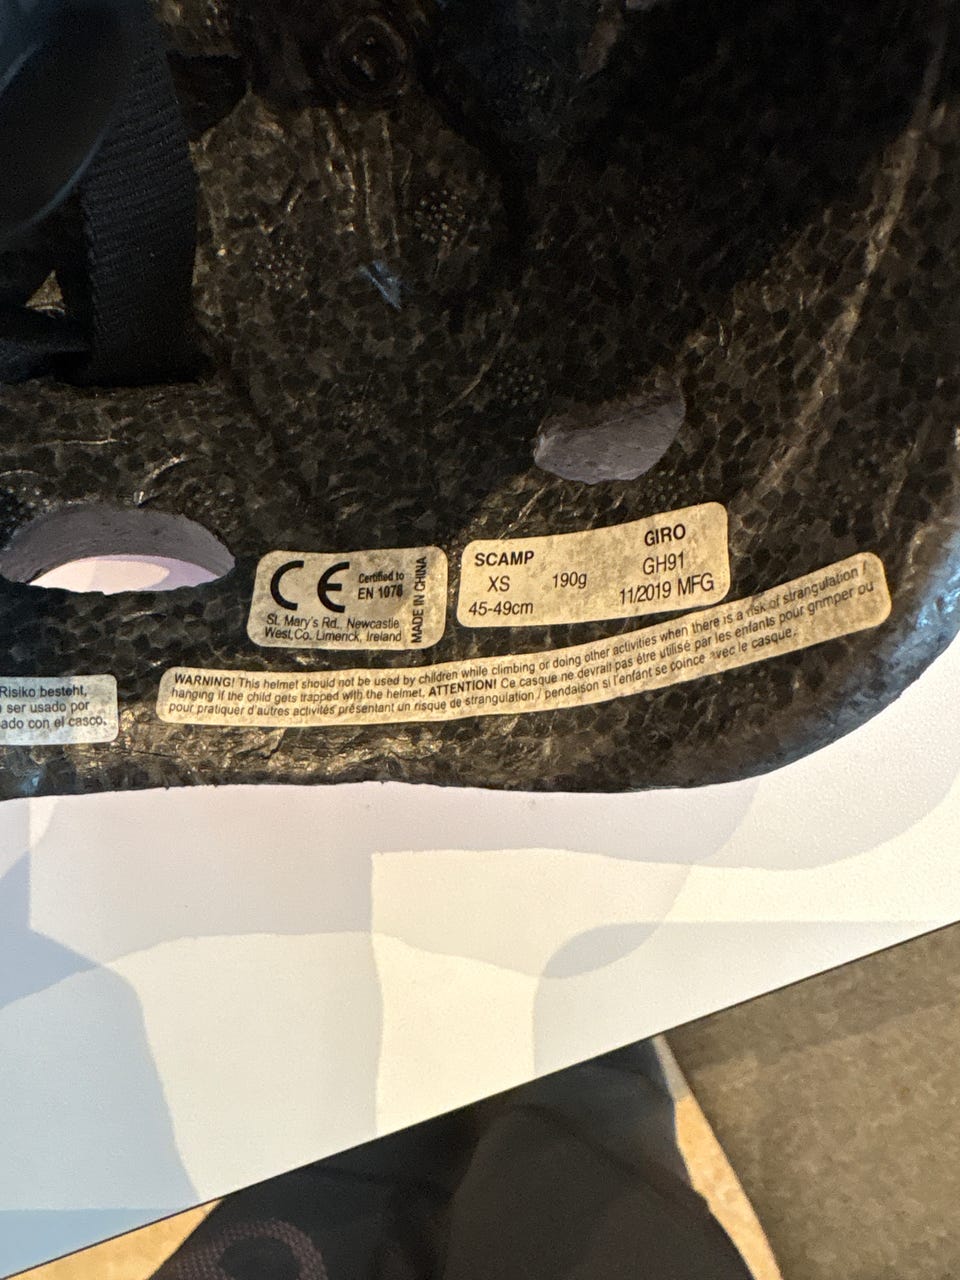 CE
Certified to
EN 1078
St. Mary's Rd., Newcastle
West, Co. Limerick, Ireland
MADE IN CHINA
SCAMP
XS
45-49cm
190g
GIRO
GH91
11/2019 MFG
Risiko besteht,
ser usado por
ado con el casco.
WARNING! This helmet should not be used by children while climbing or doing other activities when there is a risk of strangulation /
hanging if the child gets trapped with the helmet. ATTENTION! Ce casque ne devrait pas être utilisé par les enfants pour grimper ou
pour pratiquer d'autres activités présentant un risque de strangulation / pendaison si l'enfant se coince avec le casque.